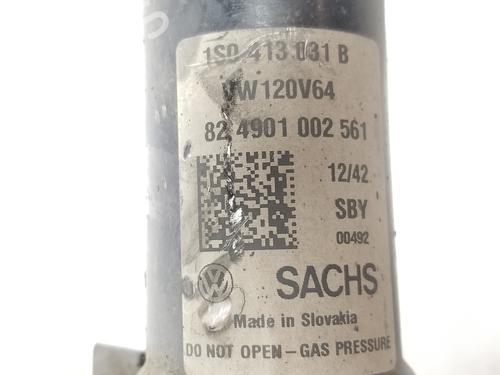 1S0 413 031 B
VW120V64
82 4901 002 561
12/42
SBY
00492
SACHS
Made in Slovakia
DO NOT OPEN – GAS PRESSURE